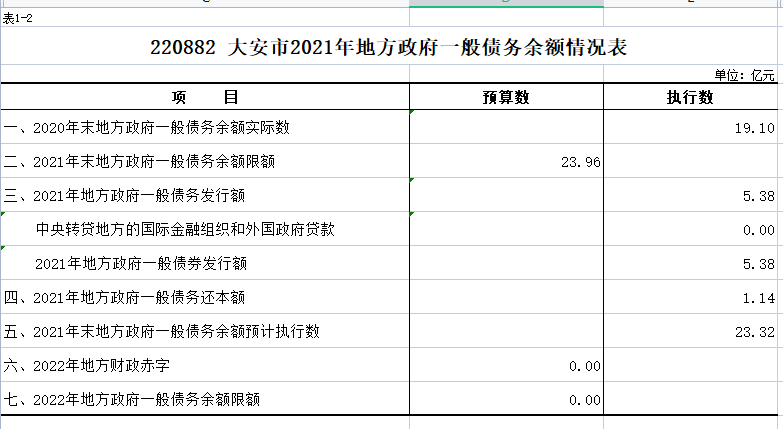 表1-2
220882 大安市2021年地方政府一般债务余额情况表
单位：亿元
项 目 预算数 执行数
一、2020年末地方政府一般债务余额实际数 19.10
二、2021年末地方政府一般债务余额限额 23.96
三、2021年地方政府一般债务发行额 5.38
中央转贷地方的国际金融组织和外国政府贷款 0.00
2021年地方政府一般债券发行额 5.38
四、2021年地方政府一般债务还本额 1.14
五、2021年末地方政府一般债务余额预计执行数 23.32
六、2022年地方财政赤字 0.00
七、2022年地方政府一般债务余额限额 0.00